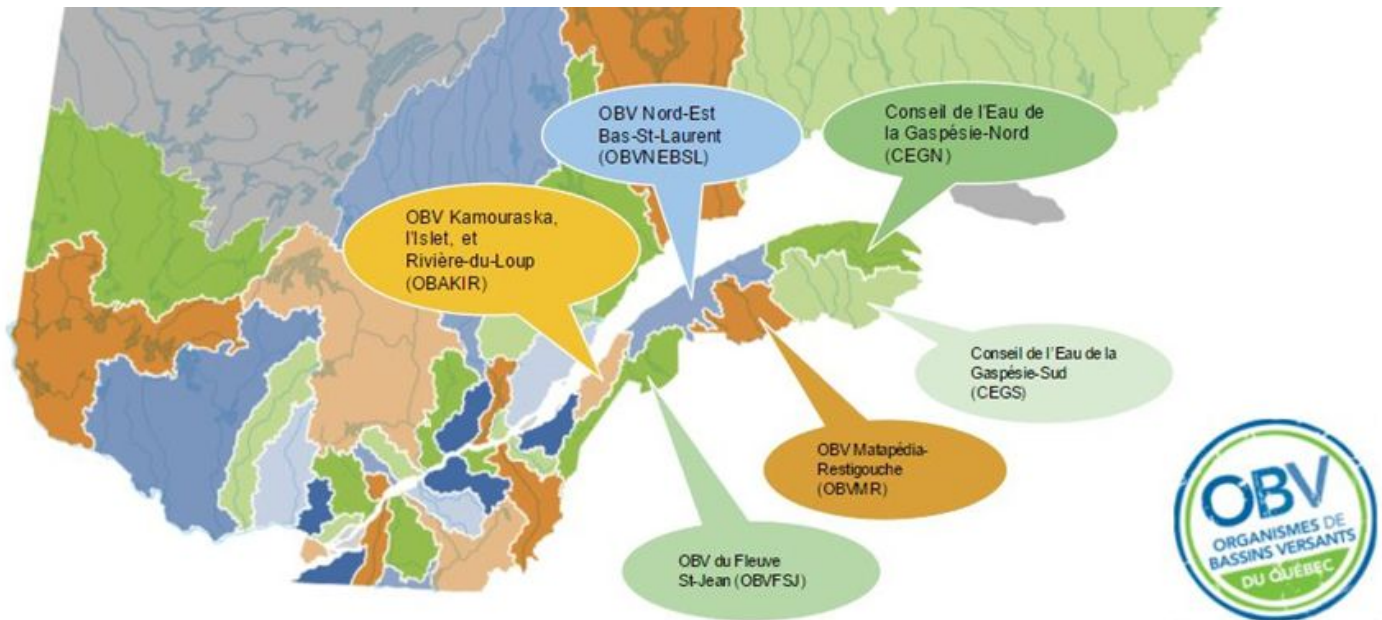 OBV Nord-Est
Bas-St-Laurent
(OBVNEBSL)
Conseil de l'Eau de
la Gaspésie-Nord
(CEGN)
OBV Kamouraska,
l'Islet, et
Rivière-du-Loup
(OBAKIR)
Conseil de l'Eau de la
Gaspésie-Sud
(CEGS)
OBV Matapédia-
Restigouche
(OBVMR)
OBV du Fleuve
St-Jean (OBVFSJ)
OBV
ORGANISMES DE
BASSINS VERSANTS
DU QUÉBEC